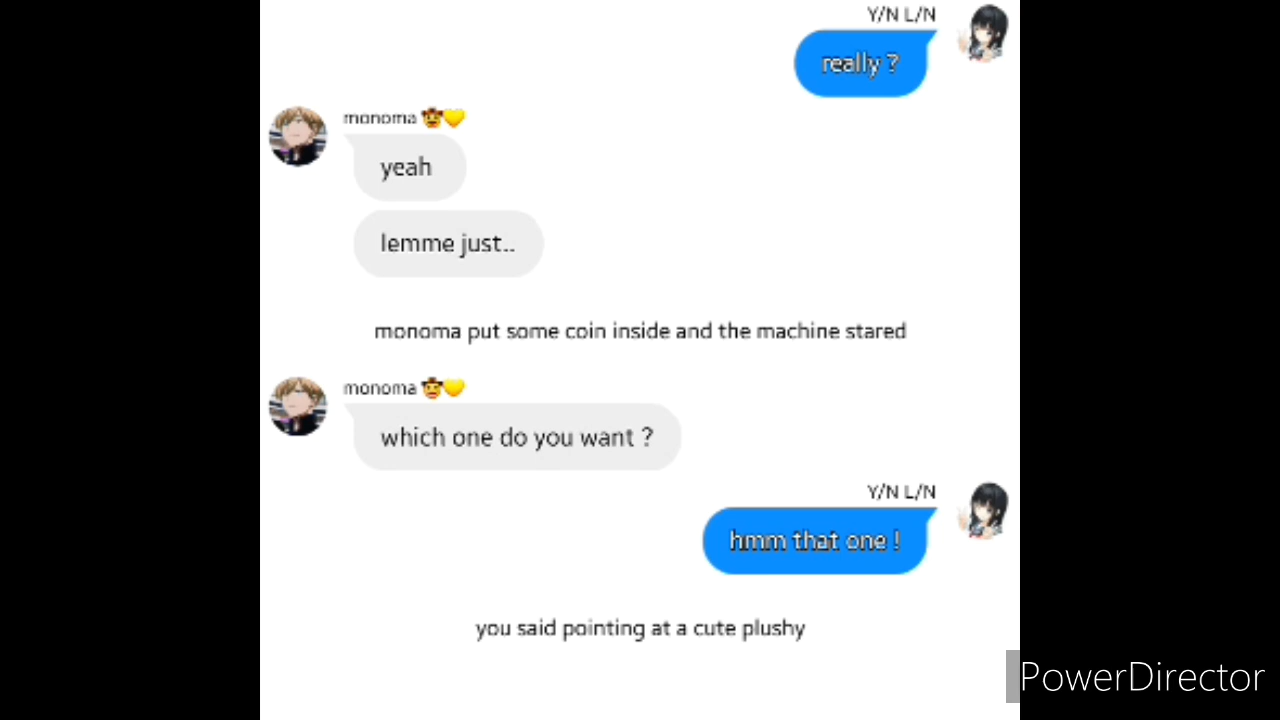 Y/N L/N
really ?
monoma 🤠💛
yeah
lemme just..
monoma put some coin inside and the machine stared
monoma 🤠💛
which one do you want ?
Y/N L/N
hmm that one !
you said pointing at a cute plushy
PowerDirector